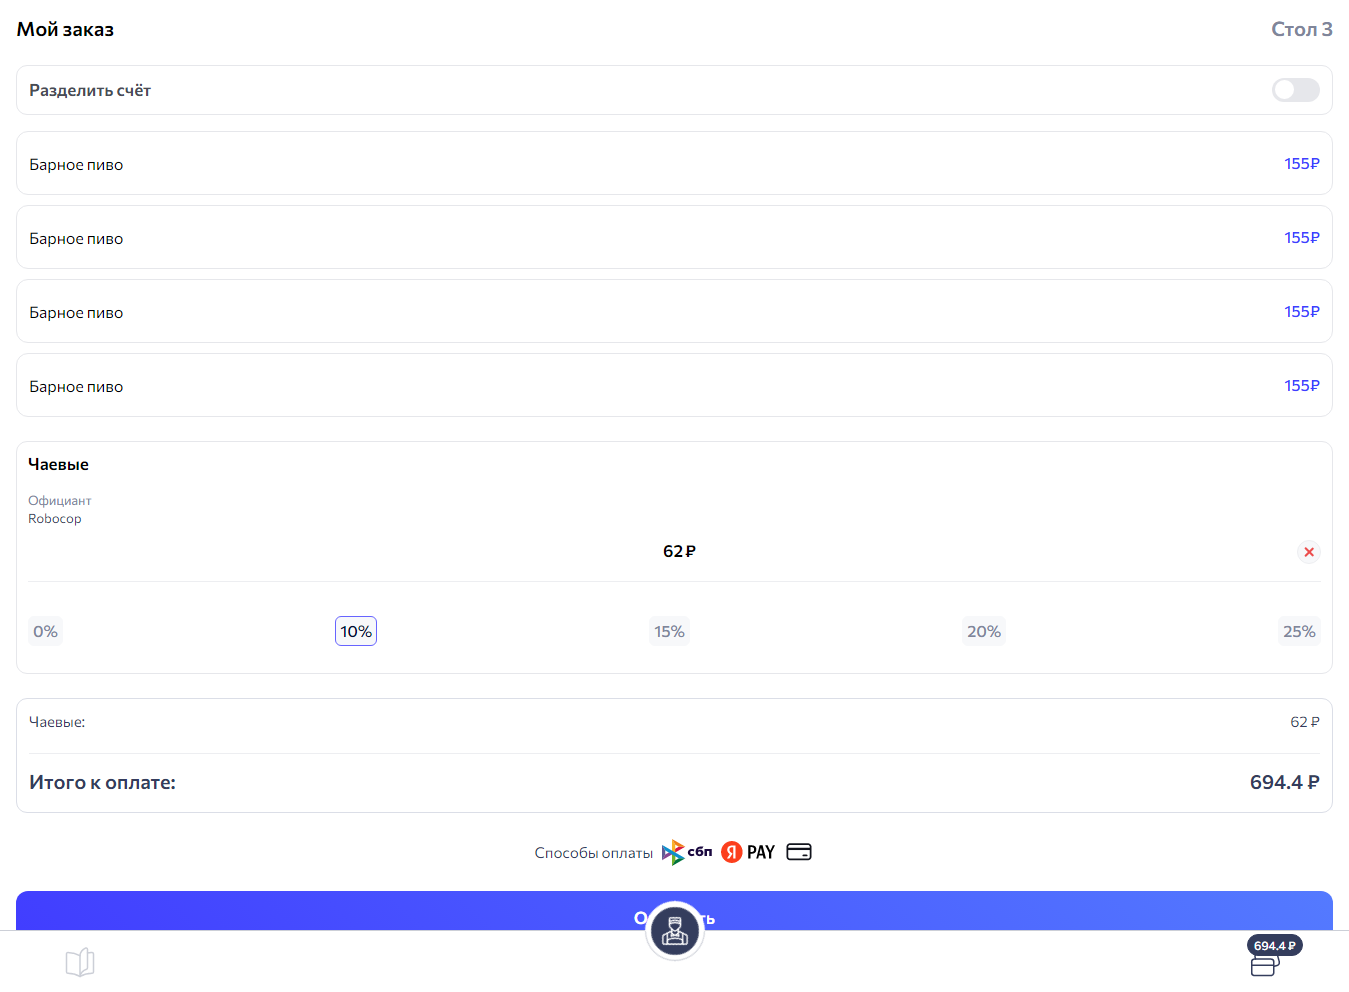 Мой заказ
Стол 3
Разделить счёт
Барное пиво 155₽
Барное пиво 155₽
Барное пиво 155₽
Барное пиво 155₽
Чаевые
Официант
Robocop
62 ₽
0% 10% 15% 20% 25%
Чаевые: 62 ₽
Итого к оплате: 694.4 ₽
Способы оплаты сбп Я PAY
694.4 ₽